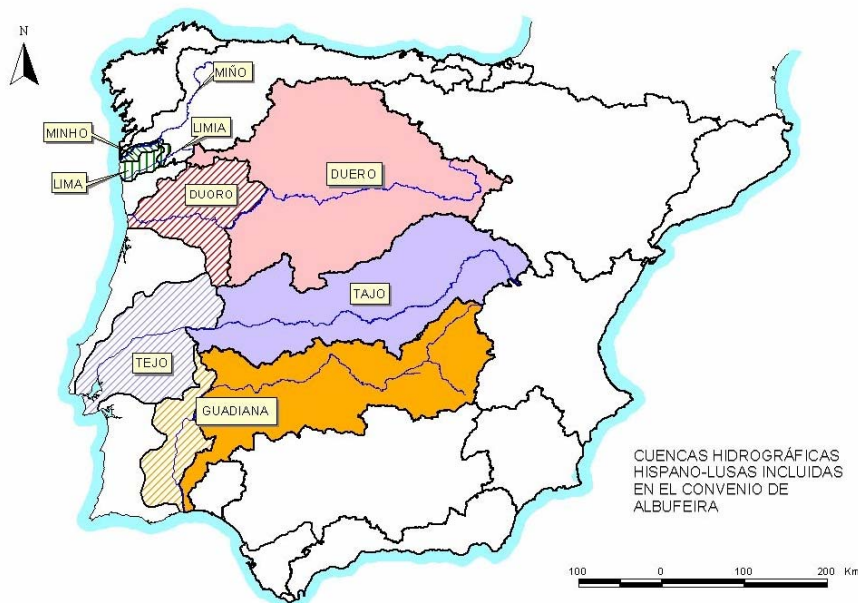 N
MIÑO
MINHO
LIMIA
LIMA
DUORO
DUERO
TAJO
TEJO
GUADIANA
CUENCAS HIDROGRÁFICAS
HISPANO-LUSAS INCLUIDAS
EN EL CONVENIO DE
ALBUFEIRA
100 0 100 200 Km